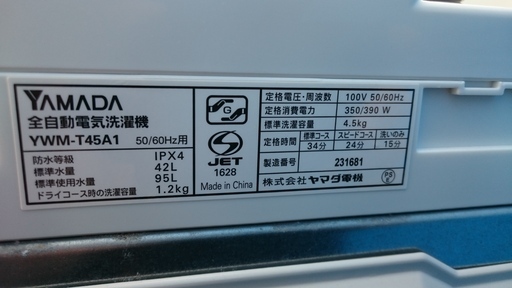 YAMADA
全自動電気洗濯機
YWM-T45A1 50/60Hz用
防水等級 IPX4
標準水量 42L
標準使用水量 95L
ドライコース時の洗濯容量 1.2kg
G
JET
1628
Made in China
定格電圧・周波数 100V 50/60Hz
定格消費電力 350/390 W
標準洗濯容量 4.5kg
定格時間 標準コース スピードコース 洗いのみ
34分 24分 15分
製造番号 231681
株式会社 ヤマダ電機
PS
E